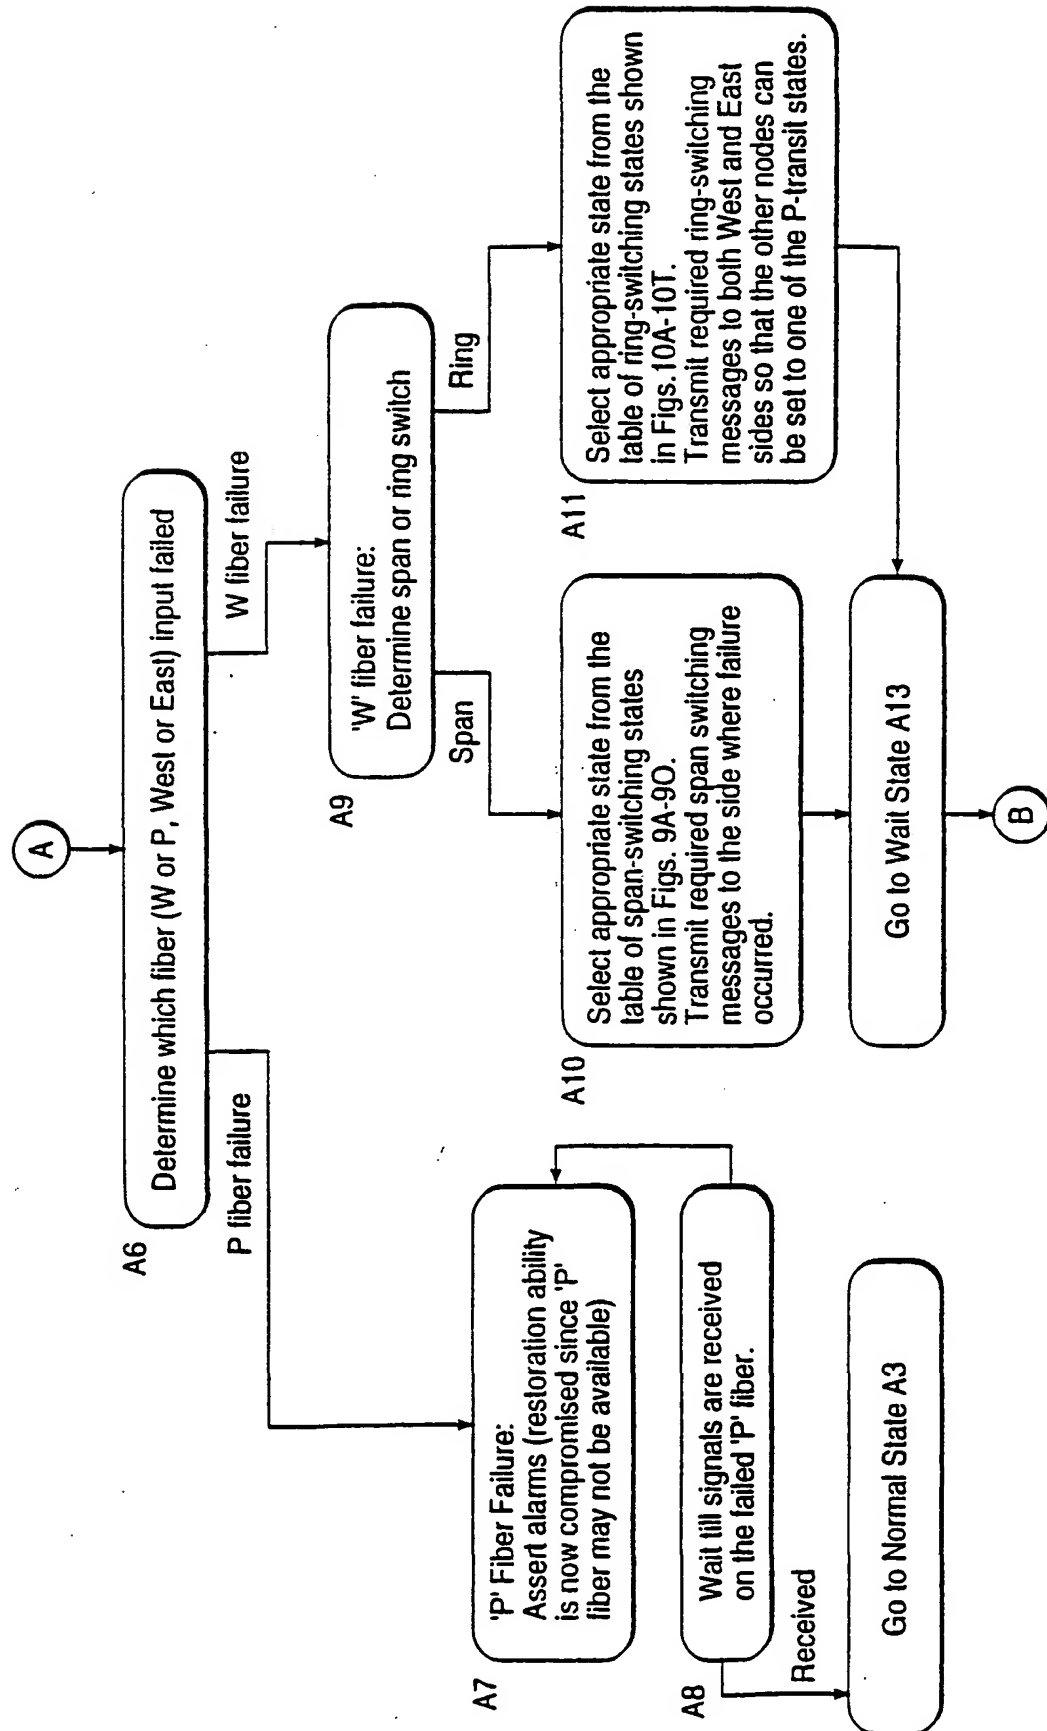 A
A6
Determine which fiber (W or P, West or East) input failed
P fiber failure
W fiber failure
A7
'P' Fiber Failure:
Assert alarms (restoration ability
is now compromised since 'P'
fiber may not be available)
A8
Wait till signals are received
on the failed 'P' fiber.
Received
Go to Normal State A3
A9
'W' fiber failure:
Determine span or ring switch
Span
Ring
A10
Select appropriate state from the
table of span-switching states
shown in Figs. 9A-9O.
Transmit required span switching
messages to the side where failure
occurred.
A11
Select appropriate state from the
table of ring-switching states shown
in Figs.10A-10T.
Transmit required ring-switching
messages to both West and East
sides so that the other nodes can
be set to one of the P-transit states.
Go to Wait State A13
B